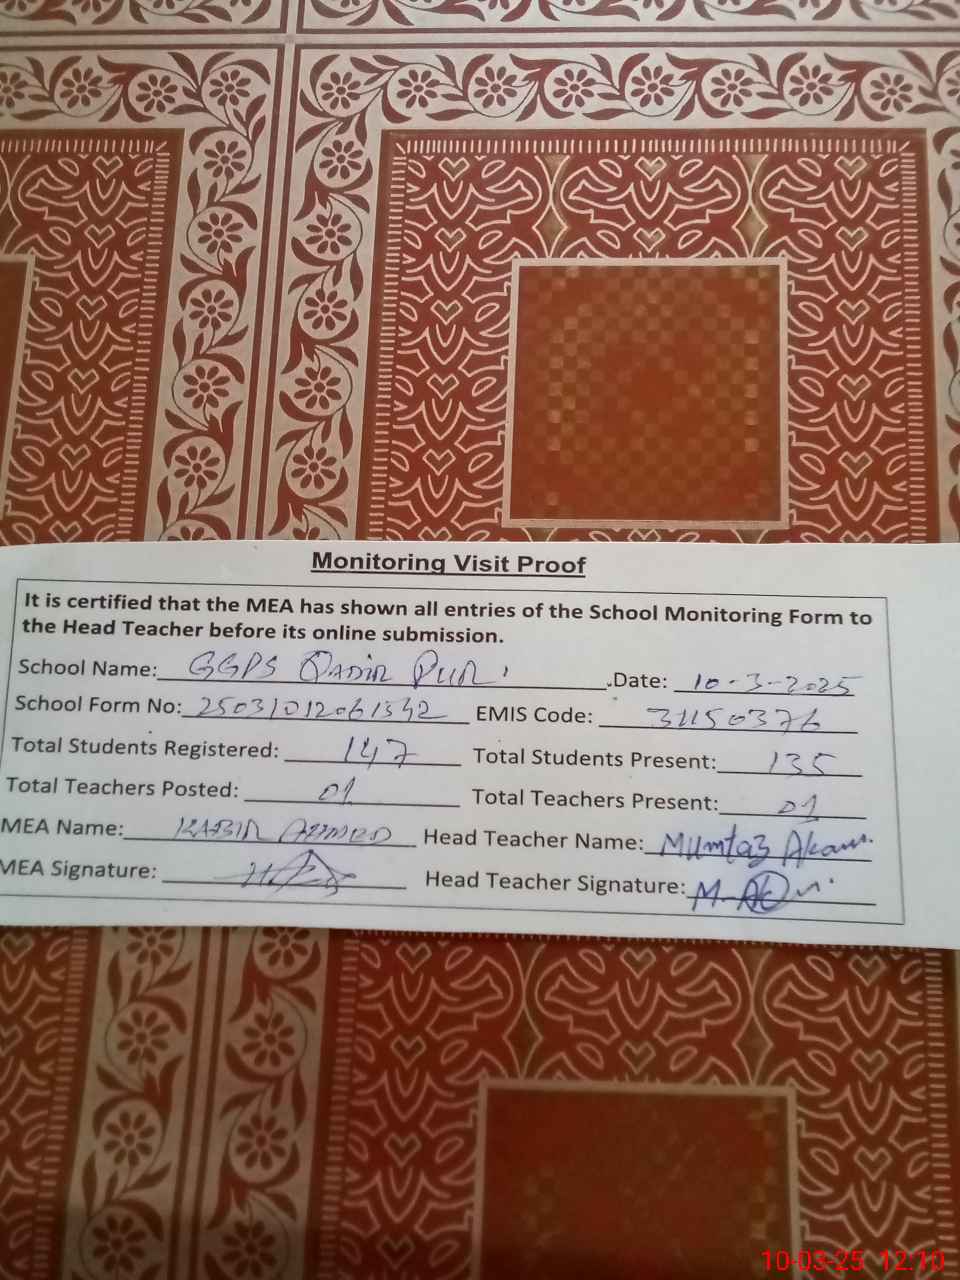 Monitoring Visit Proof
It is certified that the MEA has shown all entries of the School Monitoring Form to
the Head Teacher before its online submission.
School Name: GGPS Qadir Pur Date: 10-3-2025
School Form No: EMIS Code: 31150376
Total Students Registered: 147 Total Students Present: 135
Total Teachers Posted: 01 Total Teachers Present: 01
MEA Name: KABIR AHMED Head Teacher Name: Mumtaz
MEA Signature: Head Teacher Signature:
10-03-25 12:10